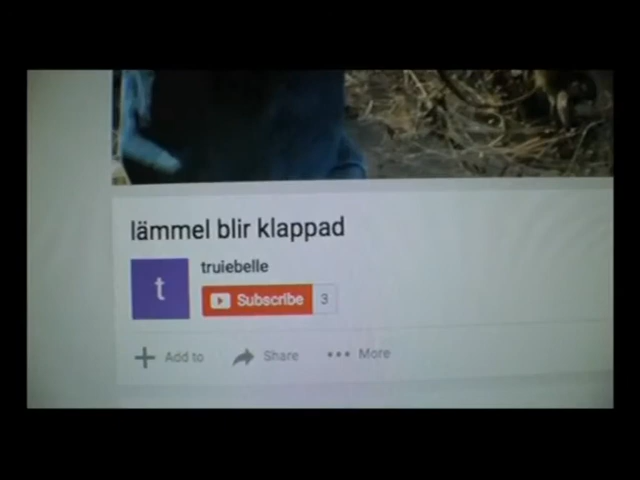 lämmel blir klappad
t
truiebelle
Subscribe 3
Add to Share More